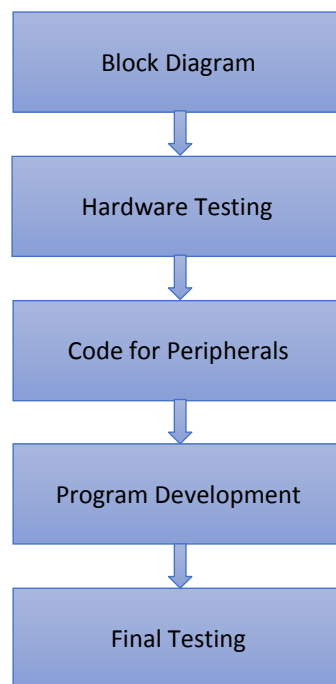 Block Diagram
Hardware Testing
Code for Peripherals
Program Development
Final Testing